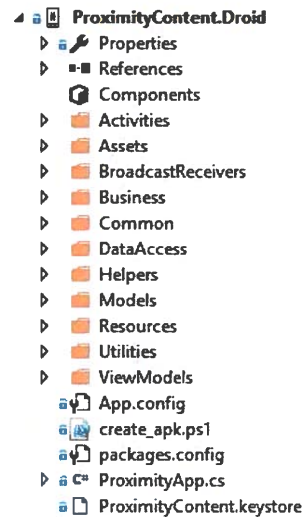 ProximityContent.Droid
Properties
References
Components
Activities
Assets
BroadcastReceivers
Business
Common
DataAccess
Helpers
Models
Resources
Utilities
ViewModels
App.config
create_apk.ps1
packages.config
C# ProximityApp.cs
ProximityContent.keystore